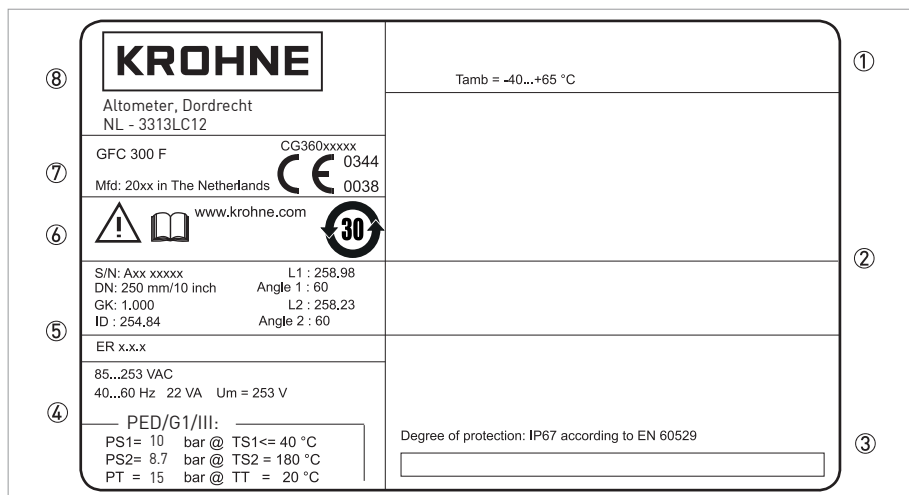 KROHNE
Altometer, Dordrecht
NL - 3313LC12
GFC 300 F
CG360xxxxx
CE 0344
0038
Mfd: 20xx in The Netherlands
www.krohne.com
30
S/N: Axx xxxxx L1 : 258,98
DN: 250 mm/10 inch Angle 1 : 60
GK: 1.000 L2 : 258,23
ID : 254.84 Angle 2 : 60
ER x.x.x
85...253 VAC
40...60 Hz 22 VA Um = 253 V
PED/G1/III:
PS1= 10 bar @ TS1<= 40 °C
PS2= 8.7 bar @ TS2 = 180 °C
PT = 15 bar @ TT = 20 °C
Tamb = -40...+65 °C
Degree of protection: IP67 according to EN 60529
①
②
③
④
⑤
⑥
⑦
⑧